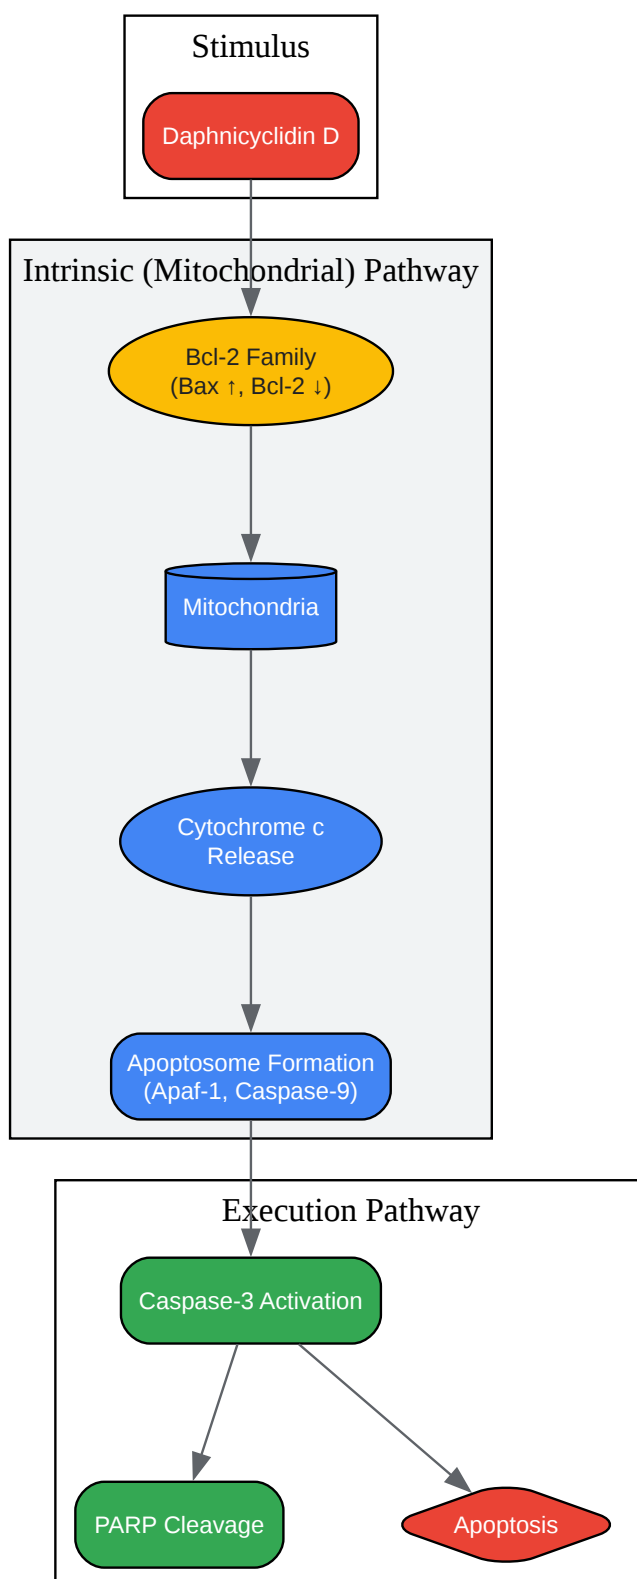 Stimulus
Daphnicyclidin D
Intrinsic (Mitochondrial) Pathway
Bcl-2 Family
(Bax ↑, Bcl-2 ↓)
Mitochondria
Cytochrome c
Release
Apoptosome Formation
(Apaf-1, Caspase-9)
Execution Pathway
Caspase-3 Activation
PARP Cleavage
Apoptosis